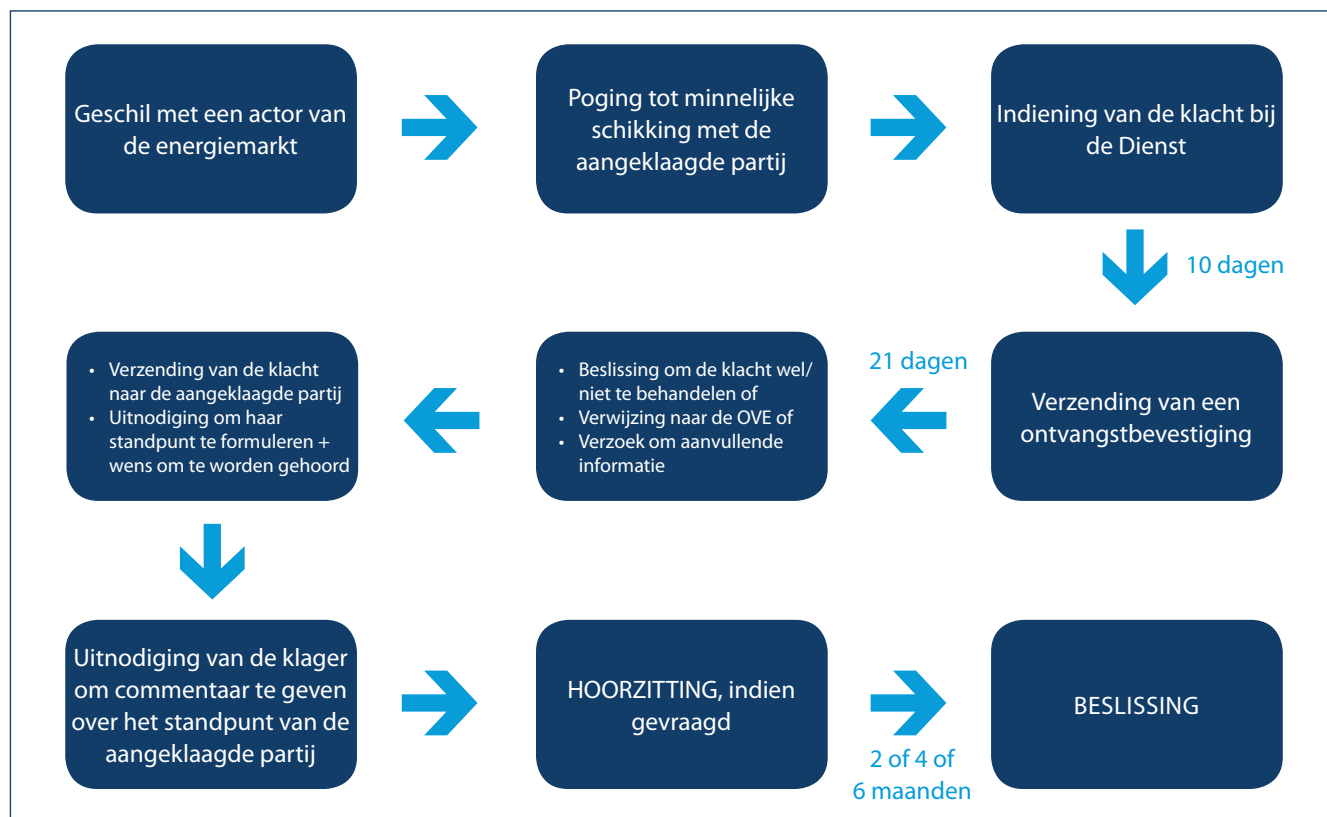 Geschil met een actor van
de energiemarkt
Poging tot minnelijke
schikking met de
aangeklaagde partij
Indiening van de klacht bij
de Dienst
10 dagen
Verzending van een
ontvangstbevestiging
21 dagen
• Beslissing om de klacht wel/
niet te behandelen of
• Verwijzing naar de OVE of
• Verzoek om aanvullende
informatie
• Verzending van de klacht
naar de aangeklaagde partij
• Uitnodiging om haar
standpunt te formuleren +
wens om te worden gehoord
Uitnodiging van de klager
om commentaar te geven
over het standpunt van de
aangeklaagde partij
HOORZITTING, indien
gevraagd
2 of 4 of
6 maanden
BESLISSING